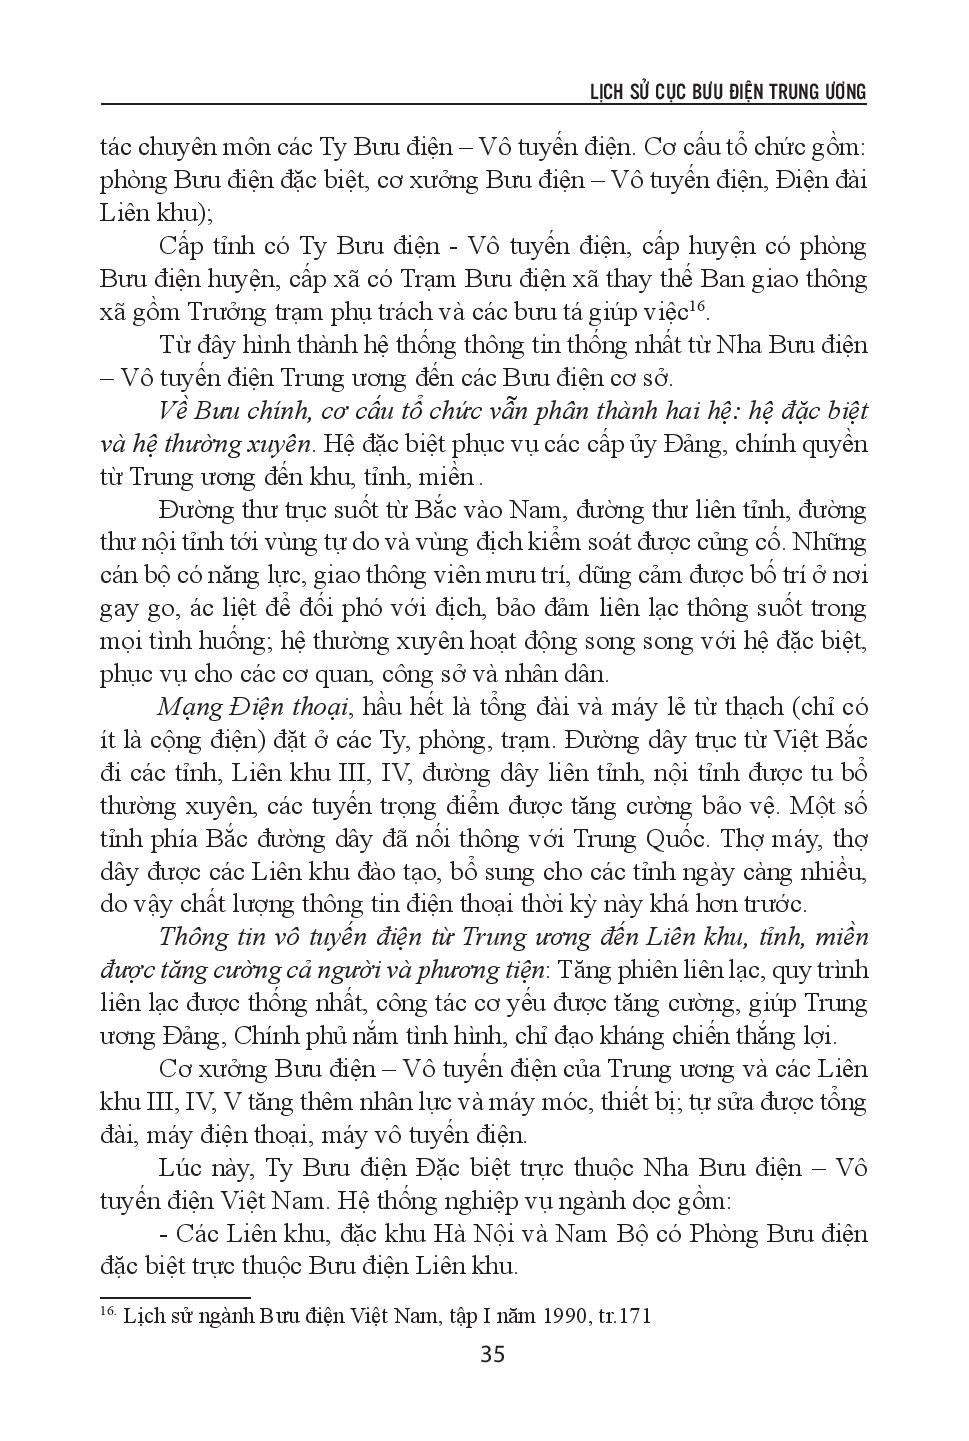 LỊCH SỬ CỤC BƯU ĐIỆN TRUNG ƯƠNG
tác chuyên môn các Ty Bưu điện – Vô tuyến điện. Cơ cấu tổ chức gồm:
phòng Bưu điện đặc biệt, cơ xưởng Bưu điện – Vô tuyến điện, Điện đài
Liên khu);
Cấp tỉnh có Ty Bưu điện - Vô tuyến điện, cấp huyện có phòng
Bưu điện huyện, cấp xã có Trạm Bưu điện xã thay thế Ban giao thông
xã gồm Trưởng trạm phụ trách và các bưu tá giúp việc16.
Từ đây hình thành hệ thống thông tin thống nhất từ Nha Bưu điện
– Vô tuyến điện Trung ương đến các Bưu điện cơ sở.
Về Bưu chính, cơ cấu tổ chức vẫn phân thành hai hệ: hệ đặc biệt
và hệ thường xuyên. Hệ đặc biệt phục vụ các cấp ủy Đảng, chính quyền
từ Trung ương đến khu, tỉnh, miền .
Đường thư trục suốt từ Bắc vào Nam, đường thư liên tỉnh, đường
thư nội tỉnh tới vùng tự do và vùng địch kiểm soát được củng cố. Những
cán bộ có năng lực, giao thông viên mưu trí, dũng cảm được bố trí ở nơi
gay go, ác liệt để đối phó với địch, bảo đảm liên lạc thông suốt trong
mọi tình huống; hệ thường xuyên hoạt động song song với hệ đặc biệt,
phục vụ cho các cơ quan, công sở và nhân dân.
Mạng Điện thoại, hầu hết là tổng đài và máy lẻ từ thạch (chỉ có
ít là cộng điện) đặt ở các Ty, phòng, trạm. Đường dây trục từ Việt Bắc
đi các tỉnh, Liên khu III, IV, đường dây liên tỉnh, nội tỉnh được tu bổ
thường xuyên, các tuyến trọng điểm được tăng cường bảo vệ. Một số
tỉnh phía Bắc đường dây đã nối thông với Trung Quốc. Thợ máy, thợ
dây được các Liên khu đào tạo, bổ sung cho các tỉnh ngày càng nhiều,
do vậy chất lượng thông tin điện thoại thời kỳ này khá hơn trước.
Thông tin vô tuyến điện từ Trung ương đến Liên khu, tỉnh, miền
được tăng cường cả người và phương tiện: Tăng phiên liên lạc, quy trình
liên lạc được thống nhất, công tác cơ yếu được tăng cường, giúp Trung
ương Đảng, Chính phủ nắm tình hình, chỉ đạo kháng chiến thắng lợi.
Cơ xưởng Bưu điện – Vô tuyến điện của Trung ương và các Liên
khu III, IV, V tăng thêm nhân lực và máy móc, thiết bị; tự sửa được tổng
đài, máy điện thoại, máy vô tuyến điện.
Lúc này, Ty Bưu điện Đặc biệt trực thuộc Nha Bưu điện – Vô
tuyến điện Việt Nam. Hệ thống nghiệp vụ ngành dọc gồm:
- Các Liên khu, đặc khu Hà Nội và Nam Bộ có Phòng Bưu điện
đặc biệt trực thuộc Bưu điện Liên khu.
16. Lịch sử ngành Bưu điện Việt Nam, tập I năm 1990, tr.171
35